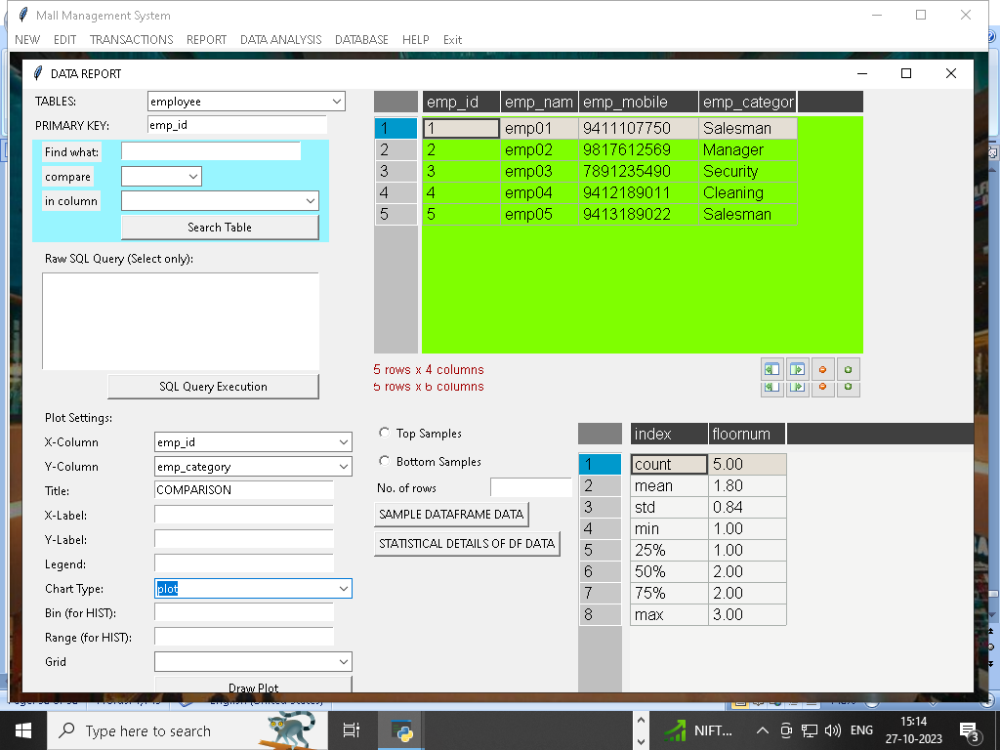 Mall Management System
NEW EDIT TRANSACTIONS REPORT DATA ANALYSIS DATABASE HELP Exit
DATA REPORT
TABLES: employee
PRIMARY KEY: emp_id
Find what:
compare
in column
Search Table
Raw SQL Query (Select only):
SQL Query Execution
Plot Settings:
X-Column emp_id
Y-Column emp_category
Title: COMPARISON
X-Label:
Y-Label:
Legend:
Chart Type: plot
Bin (for HIST):
Range (for HIST):
Grid
Draw Plot
emp_id emp_nam emp_mobile emp_categor
1 1 emp01 9411107750 Salesman
2 2 emp02 9817612569 Manager
3 3 emp03 7891235490 Security
4 4 emp04 9412189011 Cleaning
5 5 emp05 9413189022 Salesman
5 rows x 4 columns
5 rows x 6 columns
Top Samples
Bottom Samples
No. of rows
SAMPLE DATAFRAME DATA
STATISTICAL DETAILS OF DF DATA
index floornum
1 count 5.00
2 mean 1.80
3 std 0.84
4 min 1.00
5 25% 1.00
6 50% 2.00
7 75% 2.00
8 max 3.00
English (United States)
Type here to search
NIFT...
ENG
15:14
27-10-2023
3